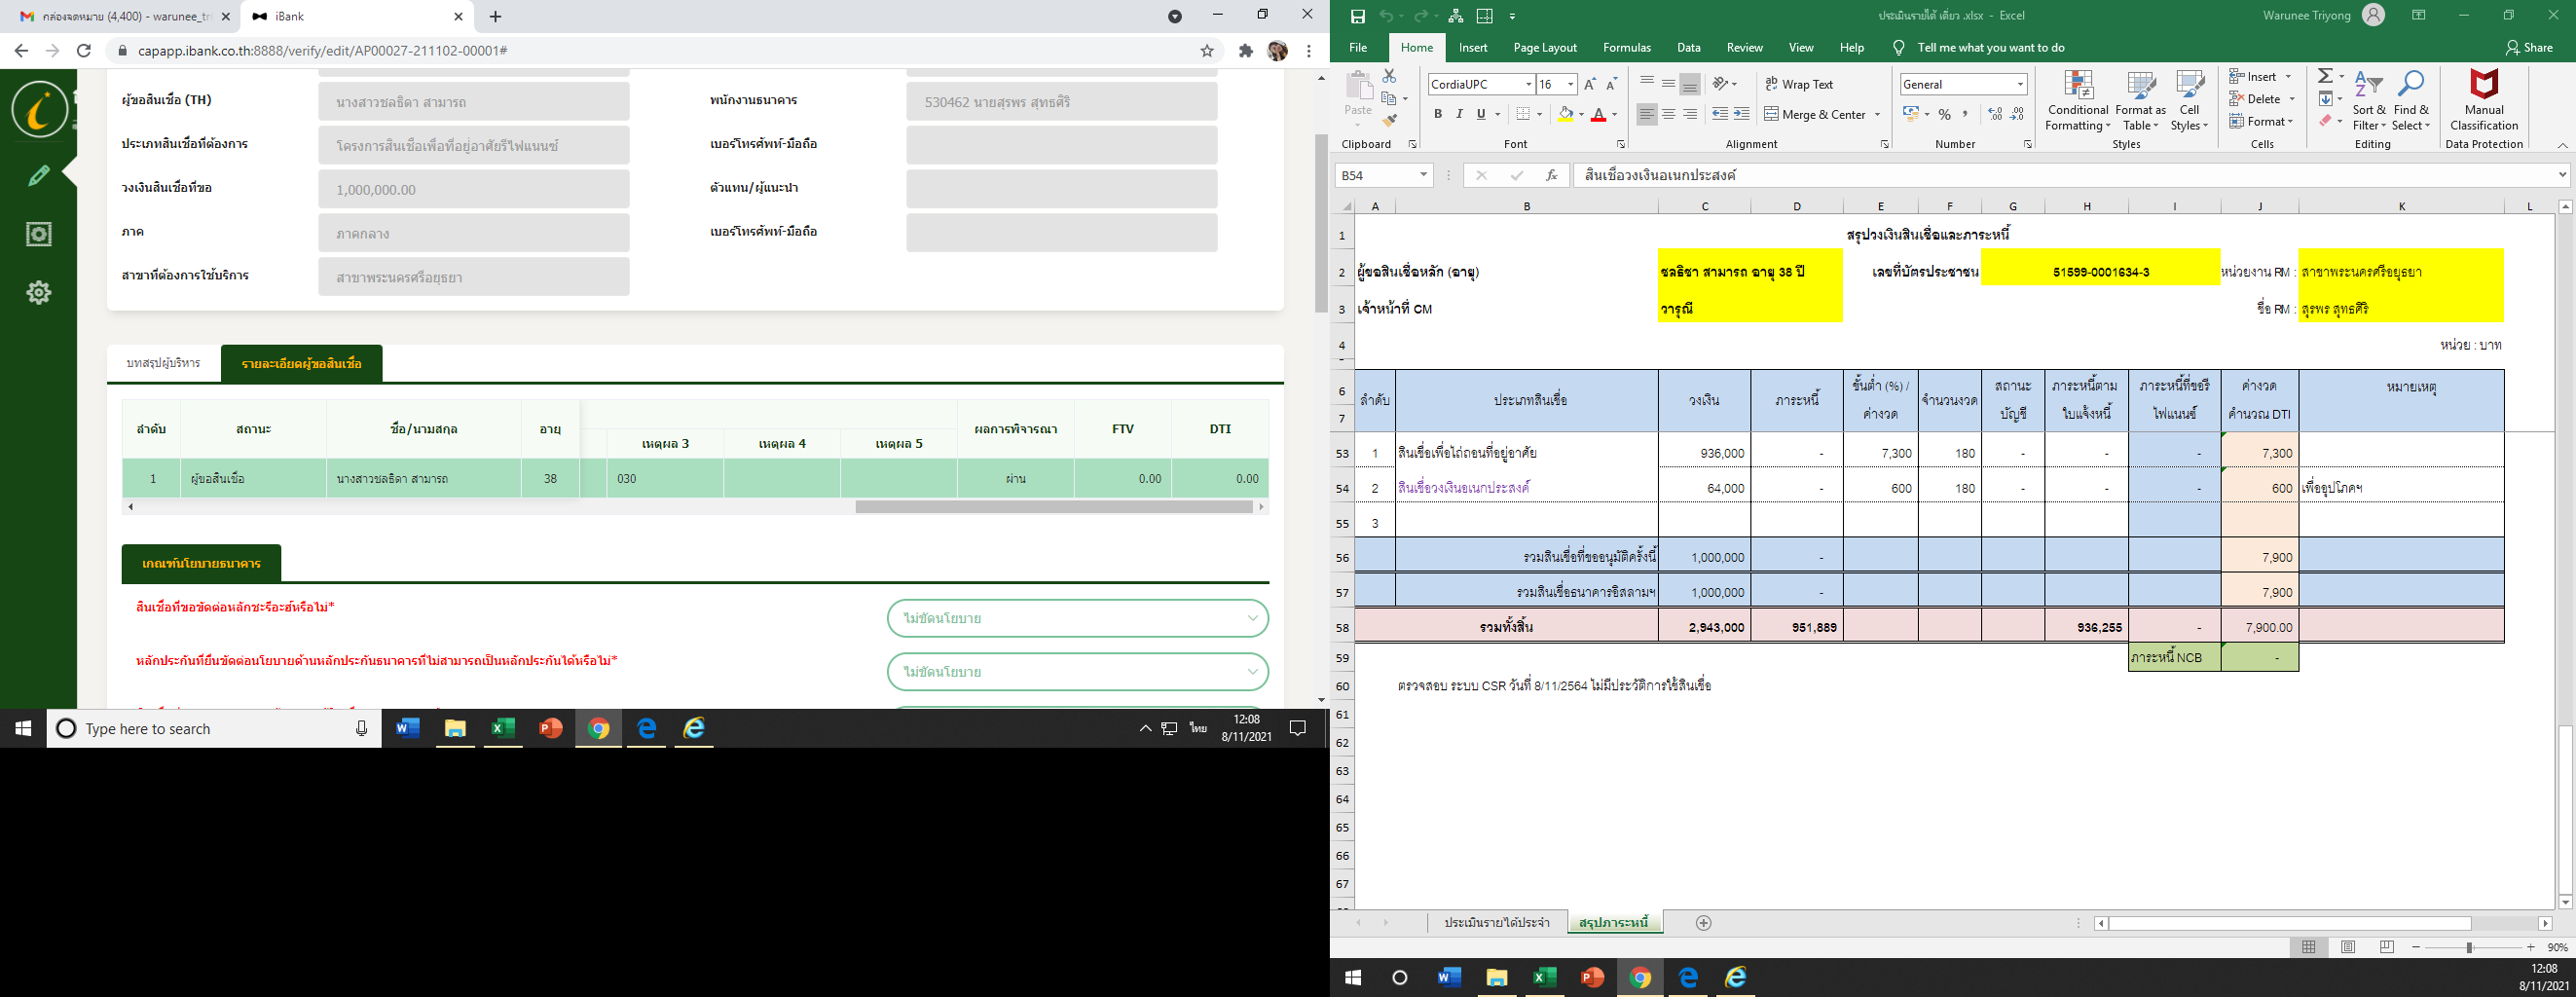 กล่องจดหมาย (4,400) - warunee_tri
iBank
capapp.ibank.co.th:8888/verify/edit/AP00027-211102-00001#
ผู้ขอสินเชื่อ (TH)
นางสาวชลธิดา สามารถ
พนักงานธนาคาร
530462 นายสุรพร สุทธศิริ
ประเภทสินเชื่อที่ต้องการ
โครงการสินเชื่อเพื่อที่อยู่อาศัยรีไฟแนนซ์
เบอร์โทรศัพท์-มือถือ
วงเงินสินเชื่อที่ขอ
1,000,000.00
ตัวแทน/ผู้แนะนำ
ภาค
ภาคกลาง
เบอร์โทรศัพท์-มือถือ
สาขาที่ต้องการใช้บริการ
สาขาพระนครศรีอยุธยา
บทสรุปผู้บริหาร
รายละเอียดผู้ขอสินเชื่อ
ลำดับ
สถานะ
ชื่อ/นามสกุล
อายุ
เหตุผล 3
เหตุผล 4
เหตุผล 5
ผลการพิจารณา
FTV
DTI
1
ผู้ขอสินเชื่อ
นางสาวชลธิดา สามารถ
38
030
ผ่าน
0.00
0.00
เกณฑ์นโยบายธนาคาร
สินเชื่อที่ขอขัดต่อหลักชะรีอะฮ์หรือไม่*
ไม่ขัดนโยบาย
หลักประกันที่ยื่นขัดต่อนโยบายด้านหลักประกันธนาคารที่ไม่สามารถเป็นหลักประกันได้หรือไม่*
ไม่ขัดนโยบาย
Type here to search
ไทย
12:08
8/11/2021
ประเมินรายได้ เดี่ยว .xlsx - Excel
Warunee Triyong
File
Home
Insert
Page Layout
Formulas
Data
Review
View
Help
Tell me what you want to do
Share
Paste
Clipboard
CordiaUPC
16
Font
Wrap Text
Merge & Center
Alignment
General
Number
Conditional Formatting
Format as Table
Cell Styles
Styles
Insert
Delete
Format
Cells
Sort & Filter
Find & Select
Editing
Manual Classification
Data Protection
B54
สินเชื่อวงเงินอเนกประสงค์
A B C D E F G H I J K L
1 สรุปวงเงินสินเชื่อและภาระหนี้
2 ผู้ขอสินเชื่อหลัก (อายุ) ชลธิชา สามารถ อายุ 38 ปี เลขที่บัตรประชาชน 51599-0001634-3 หน่วยงาน RM : สาขาพระนครศรีอยุธยา
3 เจ้าหน้าที่ CM วารุณี ชื่อ RM : สุรพร สุทธศิริ
4 หน่วย : บาท
6 ลำดับ ประเภทสินเชื่อ วงเงิน ภาระหนี้ ขั้นต่ำ (%) / จำนวนงวด สถานะ ภาระหนี้ตาม ภาระหนี้ที่ขอรี ค่างวด หมายเหตุ
7 ค่างวด บัญชี ใบแจ้งหนี้ ไฟแนนซ์ คำนวณ DTI
53 1 สินเชื่อเพื่อไถ่ถอนที่อยู่อาศัย 936,000 - 7,300 180 - - - 7,300
54 2 สินเชื่อวงเงินอเนกประสงค์ 64,000 - 600 180 - - - 600 เพื่ออุปโภคฯ
55 3
56 รวมสินเชื่อที่ขออนุมัติครั้งนี้ 1,000,000 - 7,900
57 รวมสินเชื่อธนาคารอิสลามฯ 1,000,000 - 7,900
58 รวมทั้งสิ้น 2,943,000 951,889 936,255 - 7,900.00
59 ภาระหนี้ NCB -
60 ตรวจสอบ ระบบ CSR วันที่ 8/11/2564 ไม่มีประวัติการใช้สินเชื่อ
61
62
63
64
65
66
67
ประเมินรายได้ประจำ
สรุปภาระหนี้
90%
12:08
8/11/2021